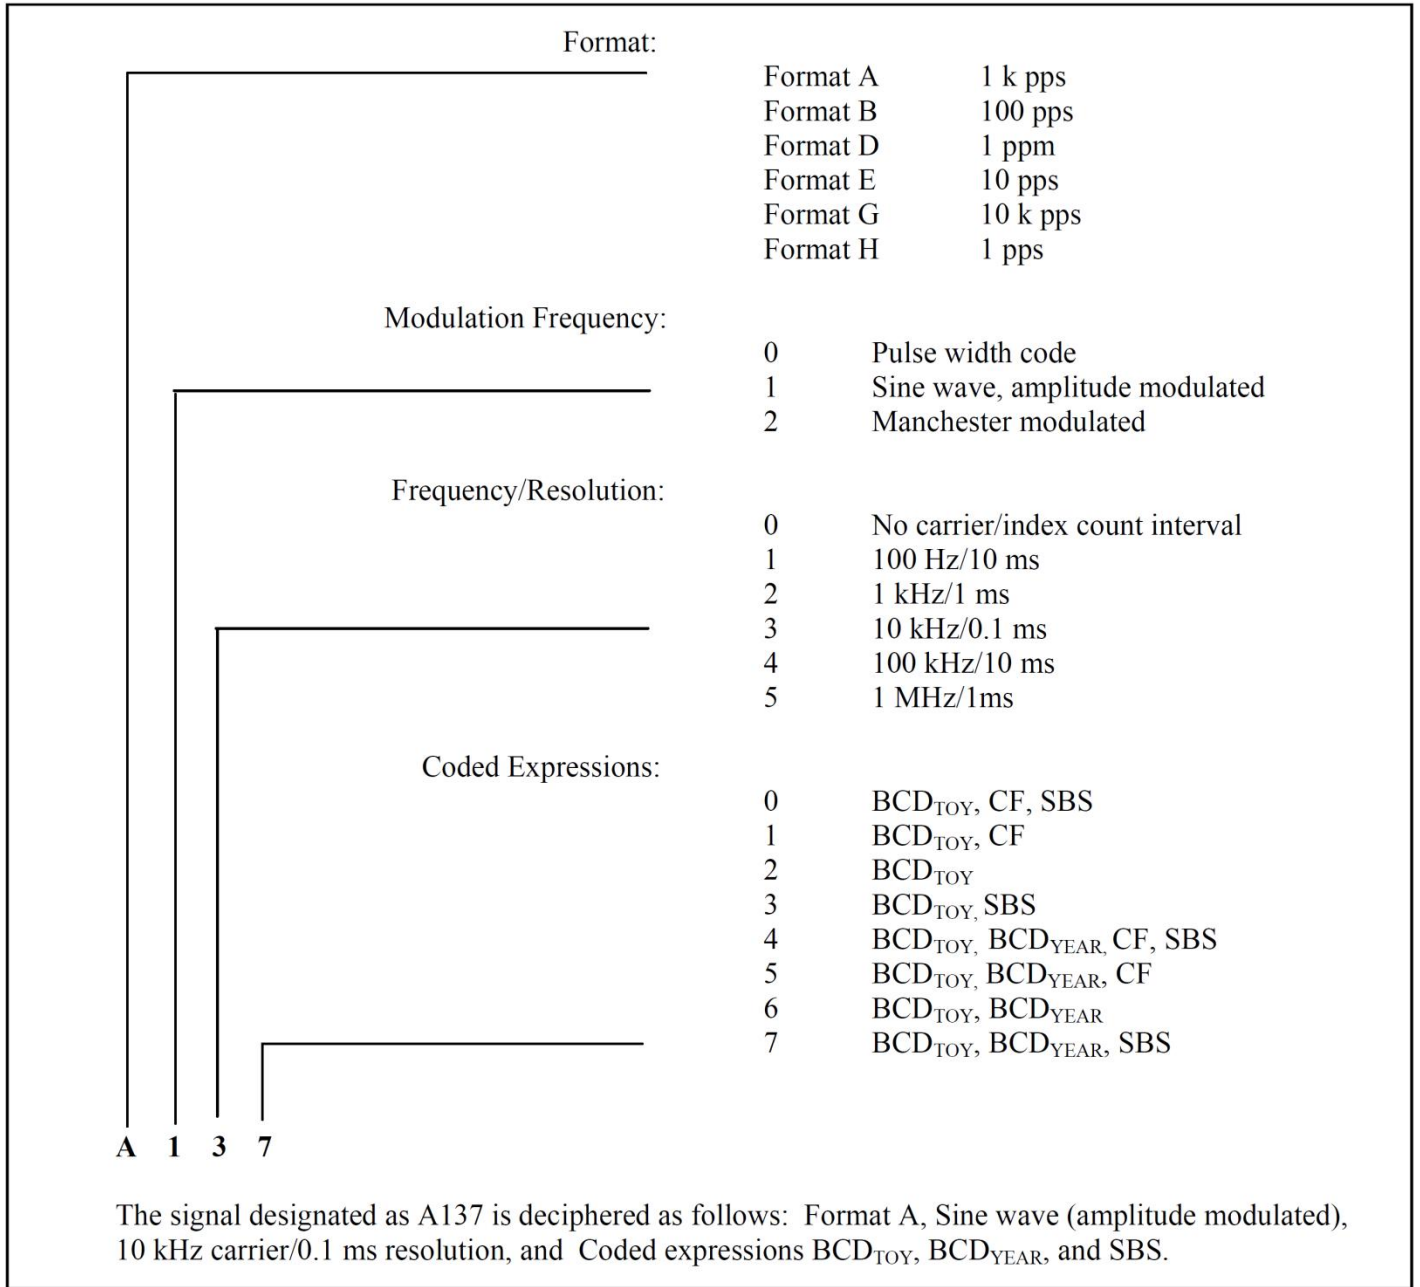 Format:
Format A 1 k pps
Format B 100 pps
Format D 1 ppm
Format E 10 pps
Format G 10 k pps
Format H 1 pps
Modulation Frequency:
0 Pulse width code
1 Sine wave, amplitude modulated
2 Manchester modulated
Frequency/Resolution:
0 No carrier/index count interval
1 100 Hz/10 ms
2 1 kHz/1 ms
3 10 kHz/0.1 ms
4 100 kHz/10 ms
5 1 MHz/1ms
Coded Expressions:
0 BCDTOY, CF, SBS
1 BCDTOY, CF
2 BCDTOY
3 BCDTOY, SBS
4 BCDTOY, BCDYEAR, CF, SBS
5 BCDTOY, BCDYEAR, CF
6 BCDTOY, BCDYEAR
7 BCDTOY, BCDYEAR, SBS
A 1 3 7
The signal designated as A137 is deciphered as follows: Format A, Sine wave (amplitude modulated),
10 kHz carrier/0.1 ms resolution, and Coded expressions BCDTOY, BCDYEAR, and SBS.